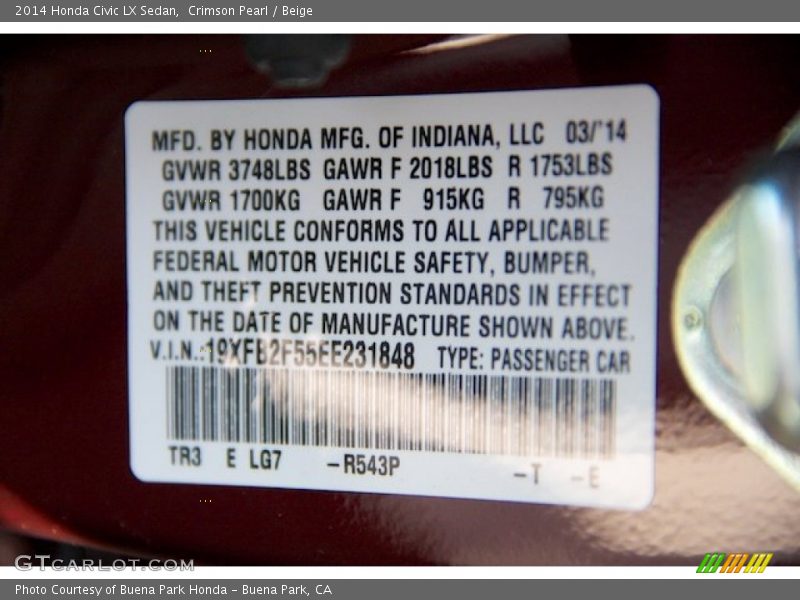 2014 Honda Civic LX Sedan,  Crimson Pearl / Beige
MFD. BY HONDA MFG. OF INDIANA, LLC 03/'14
GVWR 3748LBS GAWR F 2018LBS R 1753LBS
GVWR 1700KG GAWR F 915KG R 795KG
THIS VEHICLE CONFORMS TO ALL APPLICABLE
FEDERAL MOTOR VEHICLE SAFETY, BUMPER,
AND THEFT PREVENTION STANDARDS IN EFFECT
ON THE DATE OF MANUFACTURE SHOWN ABOVE.
V.I.N.:19XFB2F55EE231848 TYPE: PASSENGER CAR
TR3 E LG7 -R543P -T -E
GTCARLOT.COM
Photo Courtesy of Buena Park Honda - Buena Park, CA